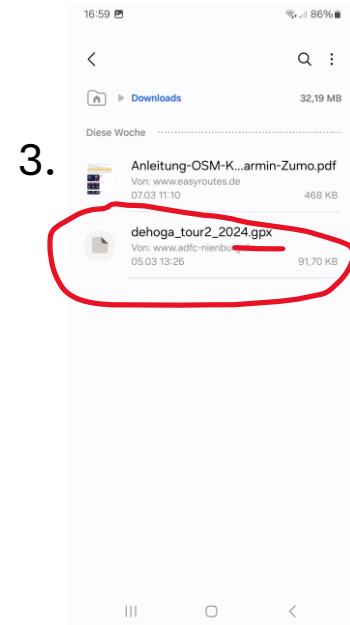 16:59 86%
Downloads 32,19 MB
Diese Woche
3.
Anleitung-OSM-K...armin-Zumo.pdf
Von: www.easyroutes.de
07.03 11:10 468 KB
dehoga_tour2_2024.gpx
Von: www.adfc-nienburg
05.03 13:26 91,70 KB